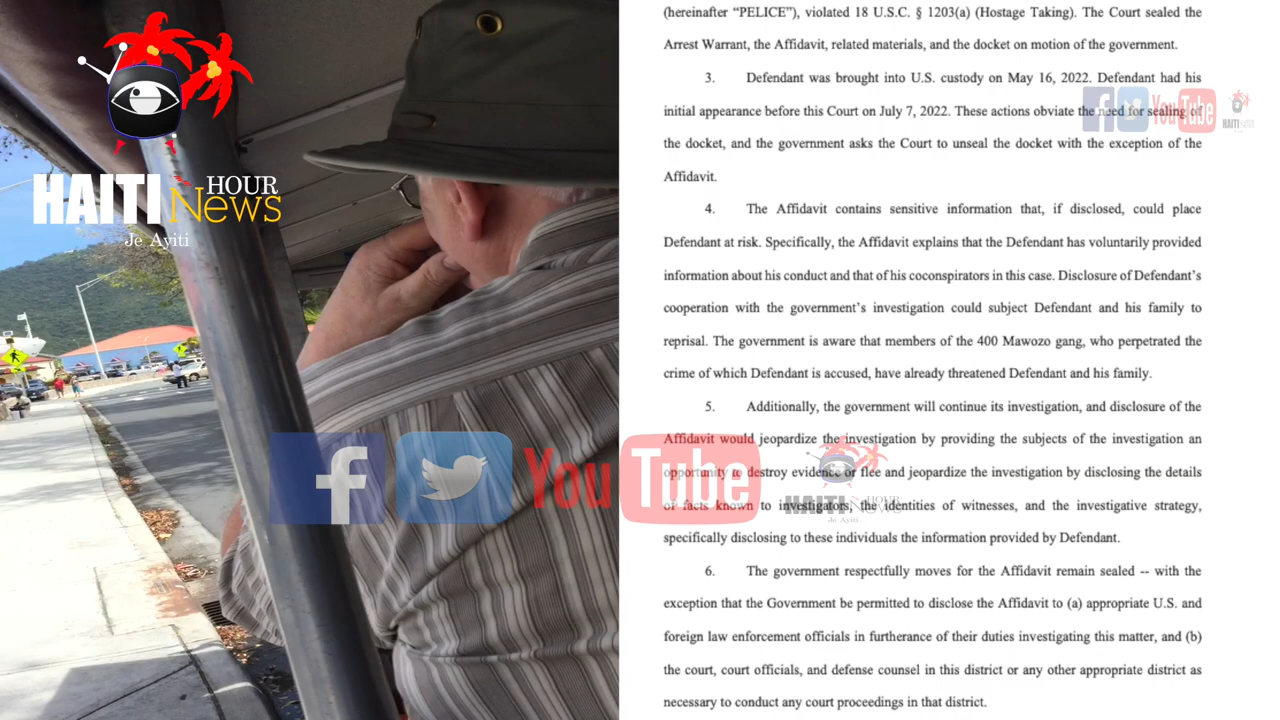 HAITI HOUR
News
Je Ayiti
(hereinafter “PELICE”), violated 18 U.S.C. § 1203(a) (Hostage Taking). The Court sealed the
Arrest Warrant, the Affidavit, related materials, and the docket on motion of the government.
3. Defendant was brought into U.S. custody on May 16, 2022. Defendant had his
initial appearance before this Court on July 7, 2022. These actions obviate the need for sealing of
the docket, and the government asks the Court to unseal the docket with the exception of the
Affidavit.
4. The Affidavit contains sensitive information that, if disclosed, could place
Defendant at risk. Specifically, the Affidavit explains that the Defendant has voluntarily provided
information about his conduct and that of his coconspirators in this case. Disclosure of Defendant’s
cooperation with the government’s investigation could subject Defendant and his family to
reprisal. The government is aware that members of the 400 Mawozo gang, who perpetrated the
crime of which Defendant is accused, have already threatened Defendant and his family.
5. Additionally, the government will continue its investigation, and disclosure of the
Affidavit would jeopardize the investigation by providing the subjects of the investigation an
opportunity to destroy evidence or flee and jeopardize the investigation by disclosing the details
of facts known to investigators, the identities of witnesses, and the investigative strategy,
specifically disclosing to these individuals the information provided by Defendant.
6. The government respectfully moves for the Affidavit remain sealed -- with the
exception that the Government be permitted to disclose the Affidavit to (a) appropriate U.S. and
foreign law enforcement officials in furtherance of their duties investigating this matter, and (b)
the court, court officials, and defense counsel in this district or any other appropriate district as
necessary to conduct any court proceedings in that district.
f YouTube
HAITI HOUR
NEWS
Je Ayiti
f YouTube
HAITI